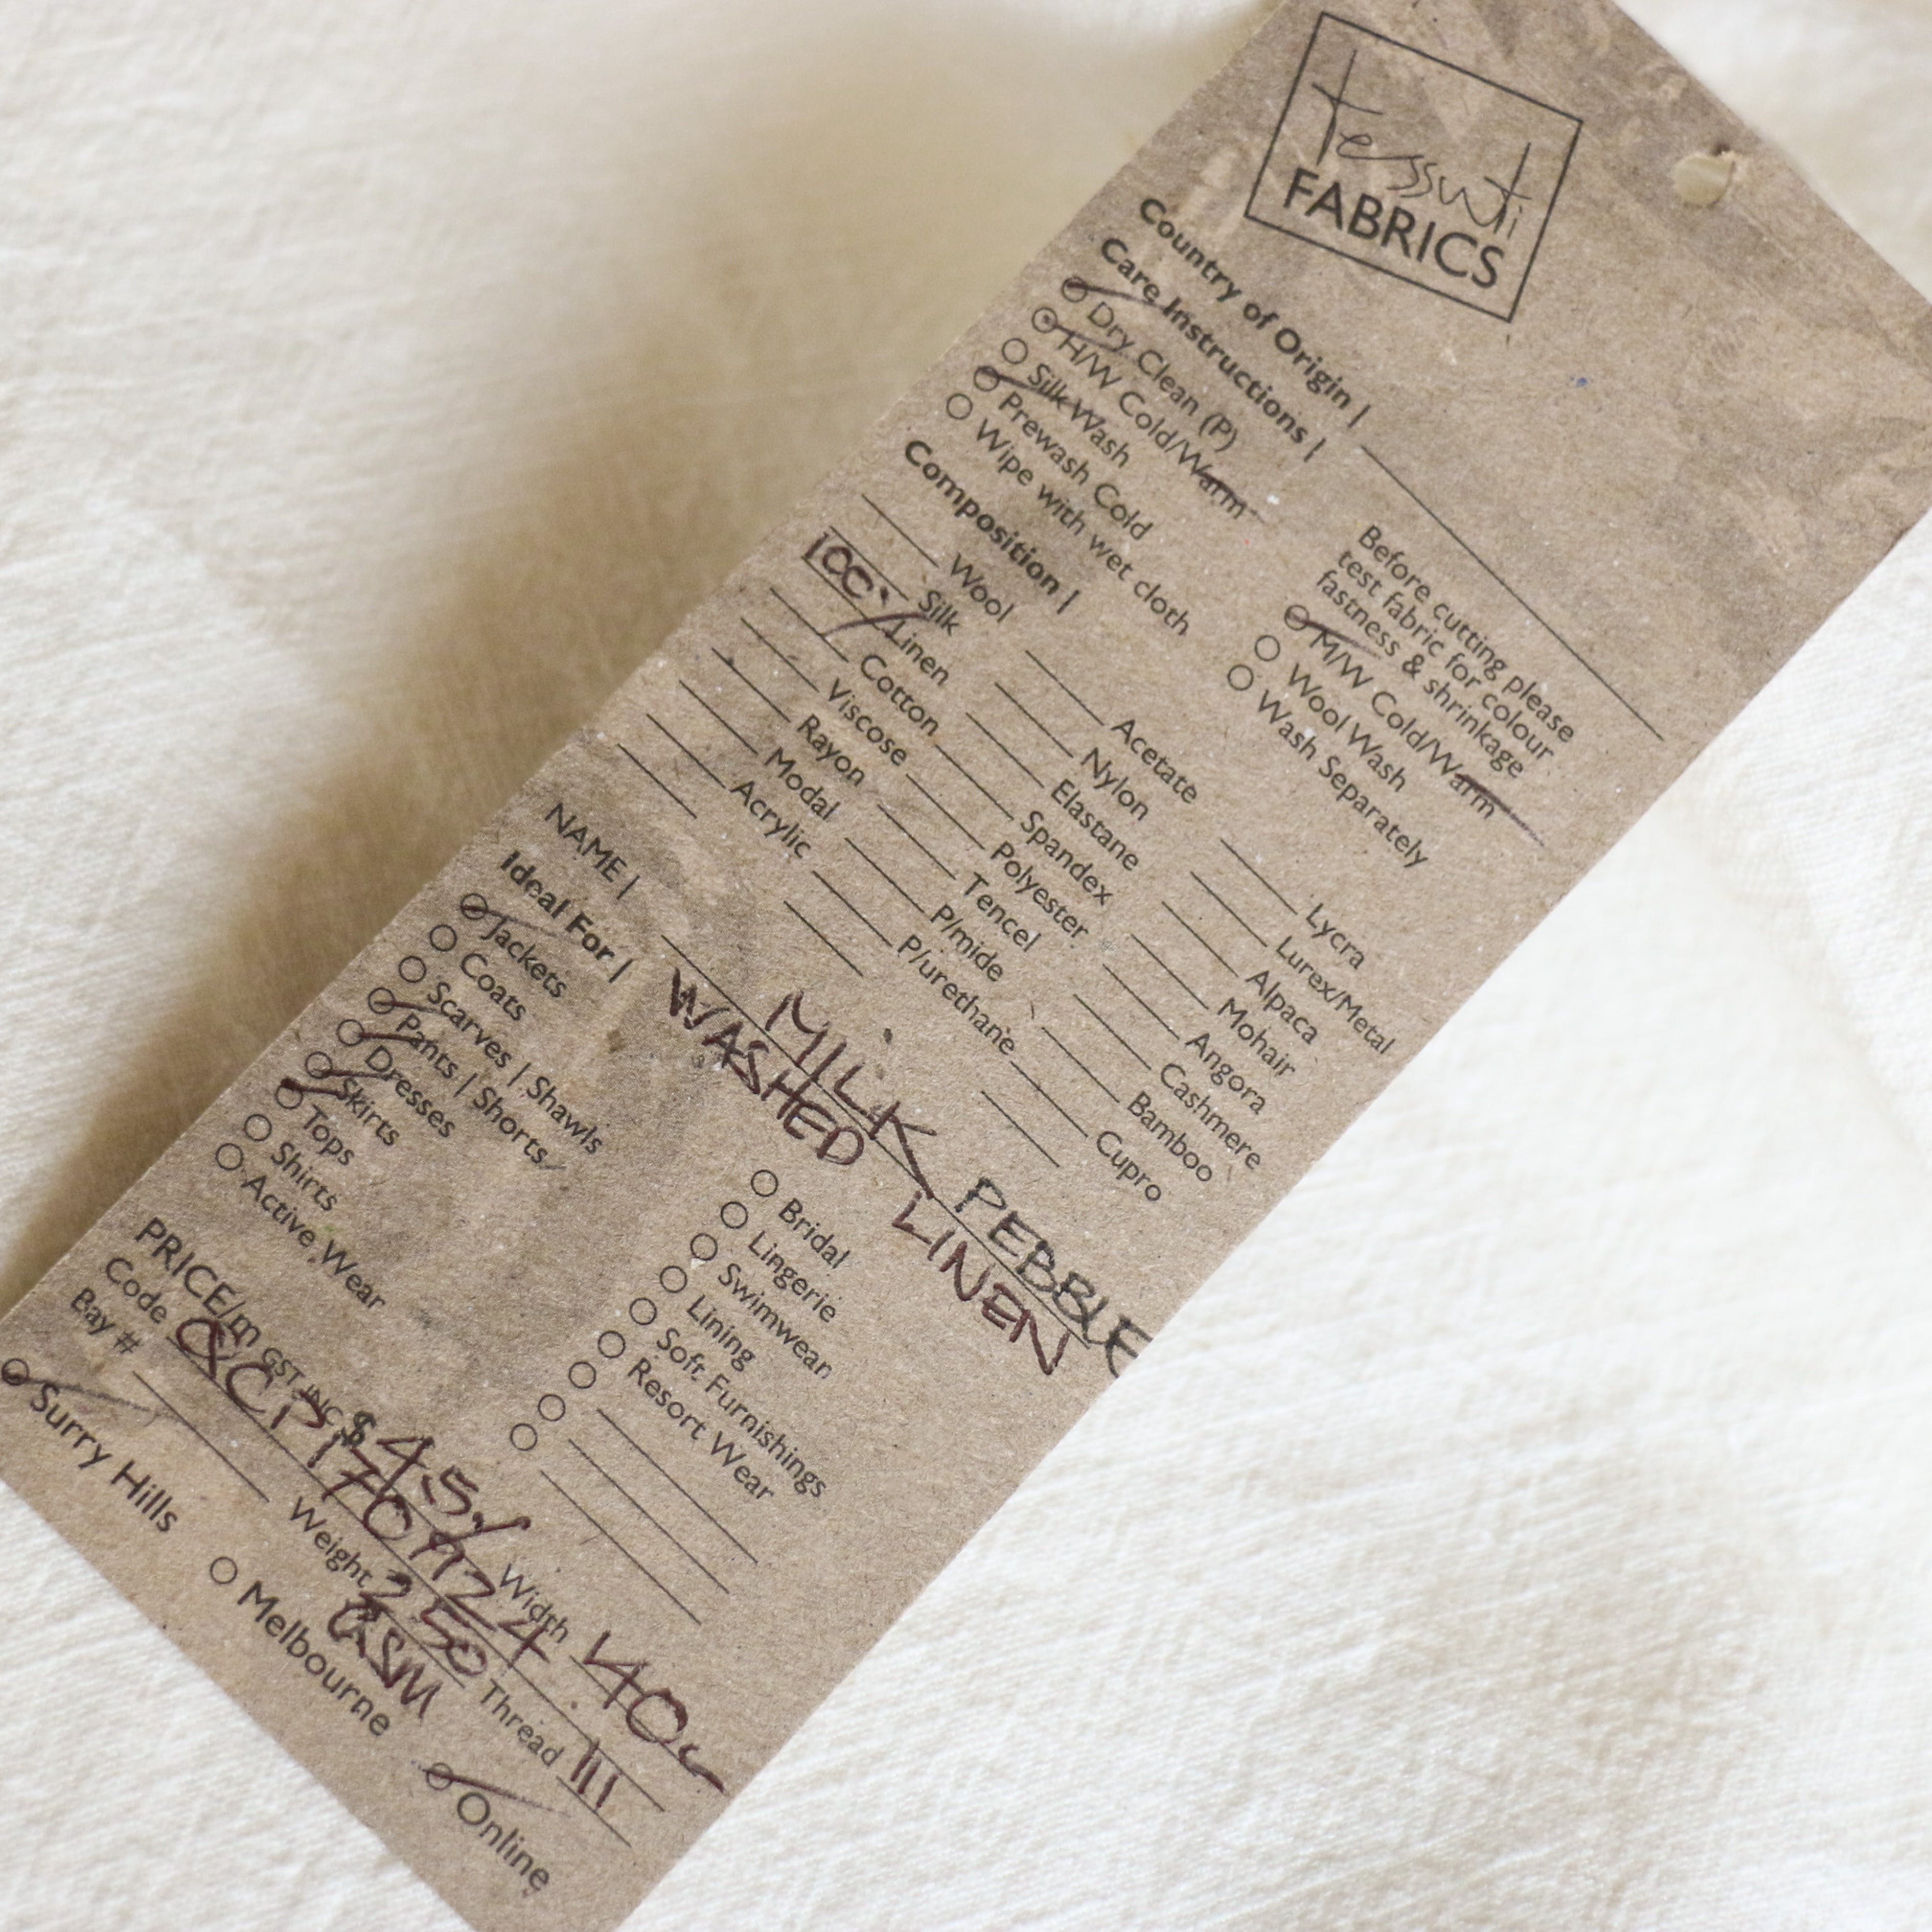 tessuti
FABRICS
Country of Origin |
Care Instructions |
Dry Clean (P)
H/W Cold/Warm
Silk Wash
Prewash Cold
Wipe with wet cloth
Before cutting please
test fabric for colour
fastness & shrinkage
M/W Cold/Warm
Wool Wash
Wash Separately
Composition |
Wool
Silk
100% Linen
Cotton
Viscose
Rayon
Modal
Acrylic
Acetate
Nylon
Elastane
Spandex
Polyester
Tencel
P/mide
P/urethane
Lycra
Lurex/Metal
Alpaca
Mohair
Angora
Cashmere
Bamboo
Cupro
NAME | MILK PEBBLE
WASHED LINEN
Ideal For |
Jackets
Coats
Scarves | Shawls
Pants | Shorts
Dresses
Skirts
Tops
Shirts
Active Wear
Bridal
Lingerie
Swimwear
Lining
Soft Furnishings
Resort Wear
PRICE/m GST INC $45 Width 140
Code
Bay # Weight 250 GSM Thread
Surry Hills
Melbourne
Online